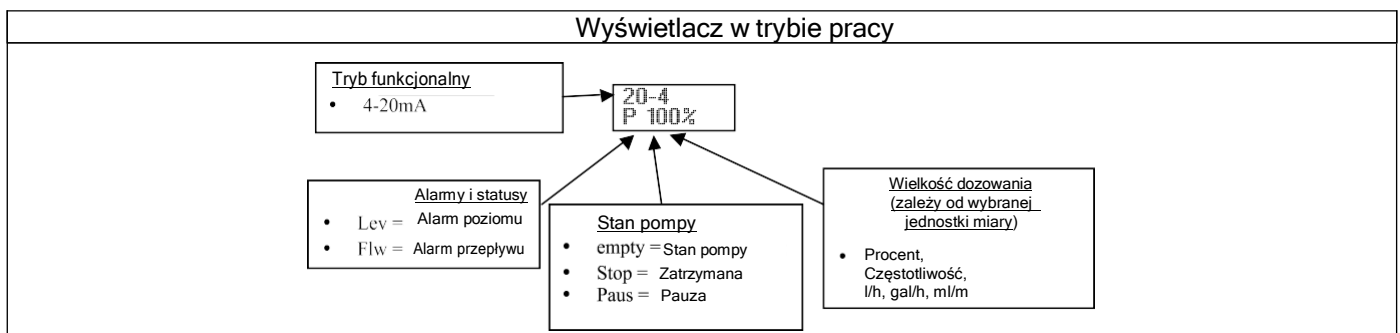 Wyświetlacz w trybie pracy
Tryb funkcjonalny
• 4-20mA
20-4
P 100%
Alarmy i statusy
• Lev = Alarm poziomu
• Flw = Alarm przepływu
Stan pompy
• empty = Stan pompy
• Stop = Zatrzymana
• Paus = Pauza
Wielkość dozowania
(zależy od wybranej
jednostki miary)
• Procent,
Częstotliwość,
l/h, gal/h, ml/m